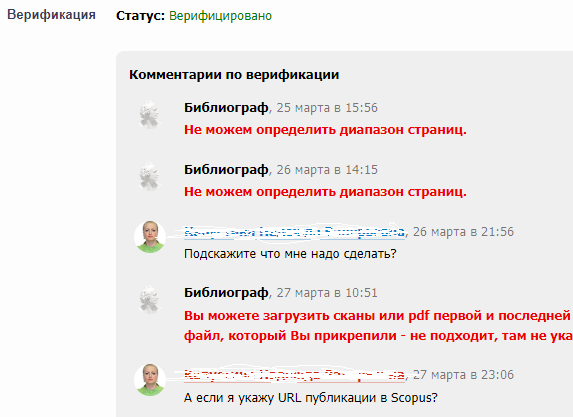 Верификация
Статус: Верифицировано
Комментарии по верификации
Библиограф, 25 марта в 15:56
Не можем определить диапазон страниц.
Библиограф, 26 марта в 14:15
Не можем определить диапазон страниц.
, 26 марта в 21:56
Подскажите что мне надо сделать?
Библиограф, 27 марта в 10:51
Вы можете загрузить сканы или pdf первой и последней
файл, который Вы прикрепили - не подходит, там не ука
, 27 марта в 23:06
А если я укажу URL публикации в Scopus?